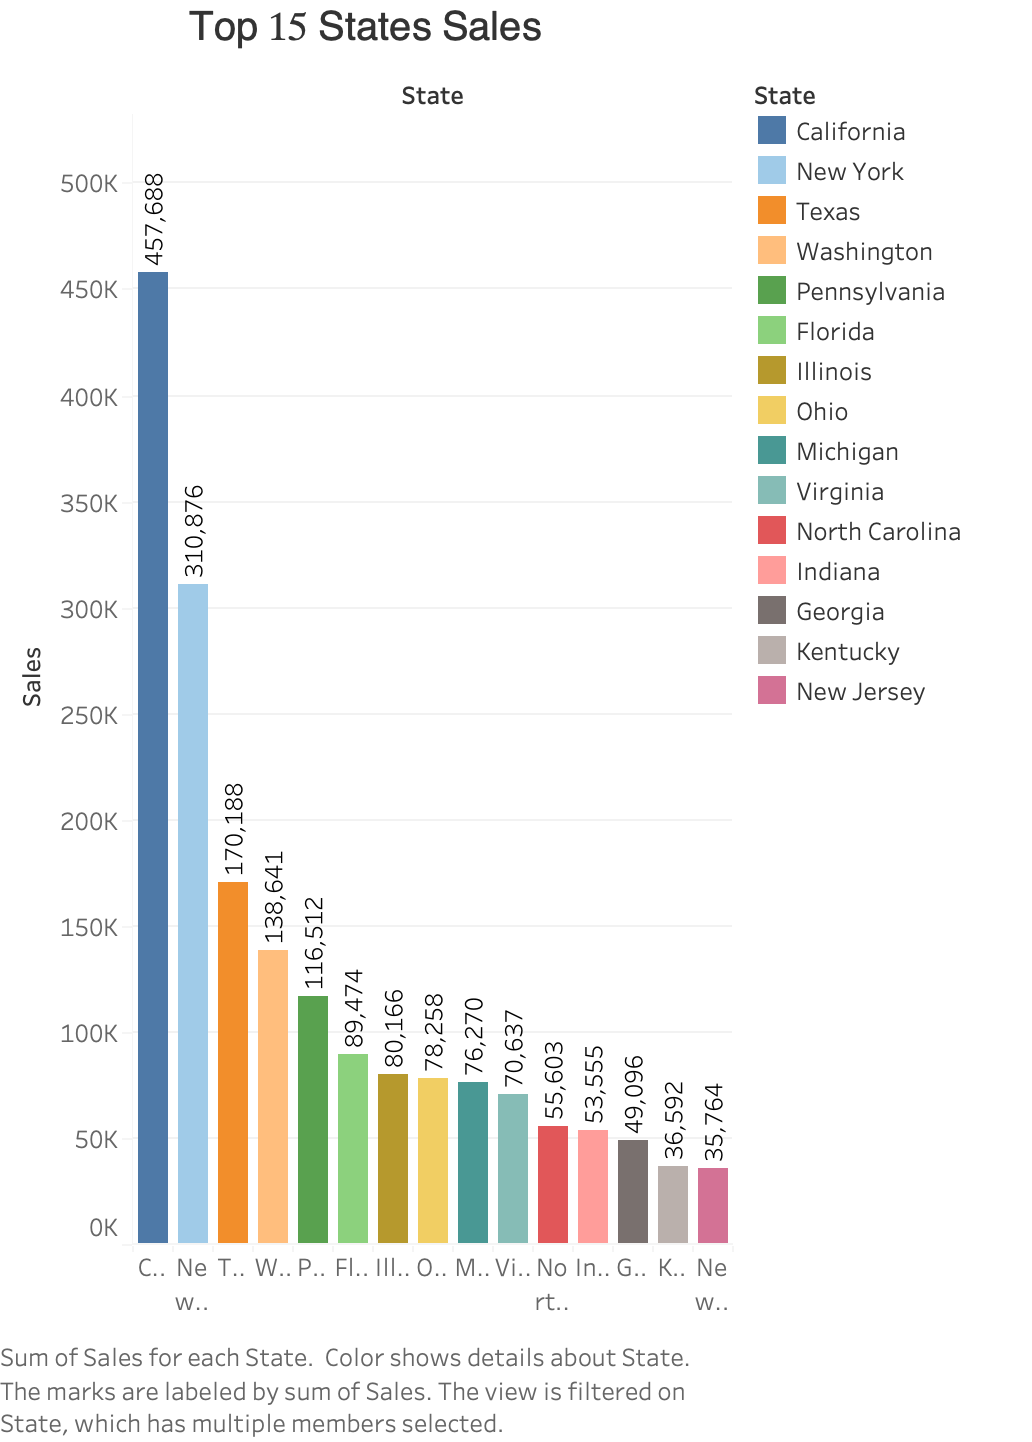 Top 15 States Sales
State
State
California
New York
Texas
Washington
Pennsylvania
Florida
Illinois
Ohio
Michigan
Virginia
North Carolina
Indiana
Georgia
Kentucky
New Jersey
Sales
500K
450K
400K
350K
300K
250K
200K
150K
100K
50K
0K
457,688
310,876
170,188
138,641
116,512
89,474
80,166
78,258
76,270
70,637
55,603
53,555
49,096
36,592
35,764
C.. Ne T.. W.. P.. Fl.. Ill.. O.. M.. Vi.. No In.. G.. K.. Ne
w.. rt.. w..
Sum of Sales for each State. Color shows details about State.
The marks are labeled by sum of Sales. The view is filtered on
State, which has multiple members selected.